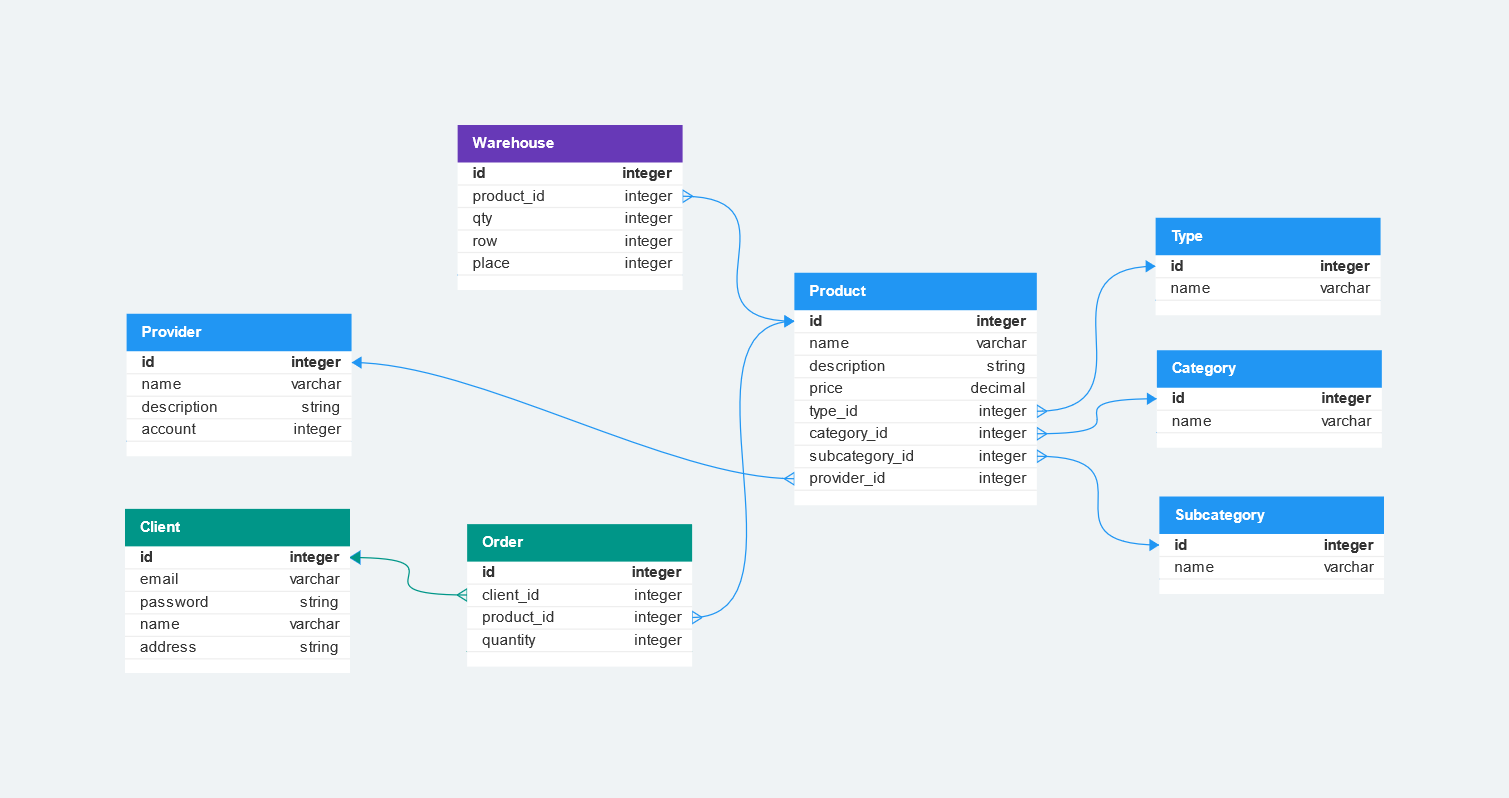 Warehouse
id integer
product_id integer
qty integer
row integer
place integer
Provider
id integer
name varchar
description string
account integer
Client
id integer
email varchar
password string
name varchar
address string
Order
id integer
client_id integer
product_id integer
quantity integer
Product
id integer
name varchar
description string
price decimal
type_id integer
category_id integer
subcategory_id integer
provider_id integer
Type
id integer
name varchar
Category
id integer
name varchar
Subcategory
id integer
name varchar